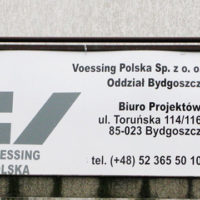 Voessing Polska Sp. z o. o
Oddział Bydgoszcz
Biuro Projektów
ul. Toruńska 114/116
85-023 Bydgoszcz
ESSING
OLSKA
tel. (+48) 52 365 50 10